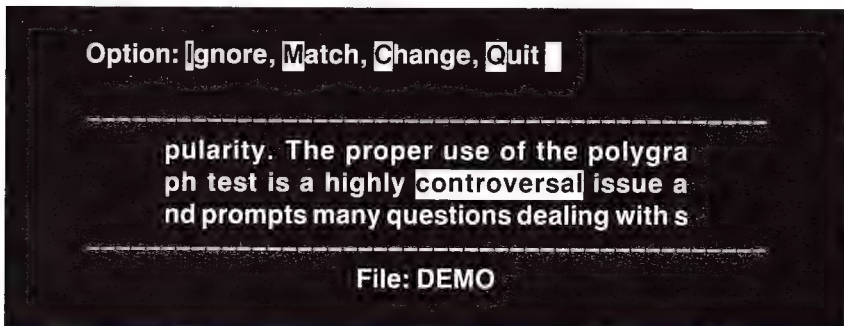 Option: Ignore, Match, Change, Quit
pularity. The proper use of the polygra
ph test is a highly controversal issue a
nd prompts many questions dealing with s
File: DEMO